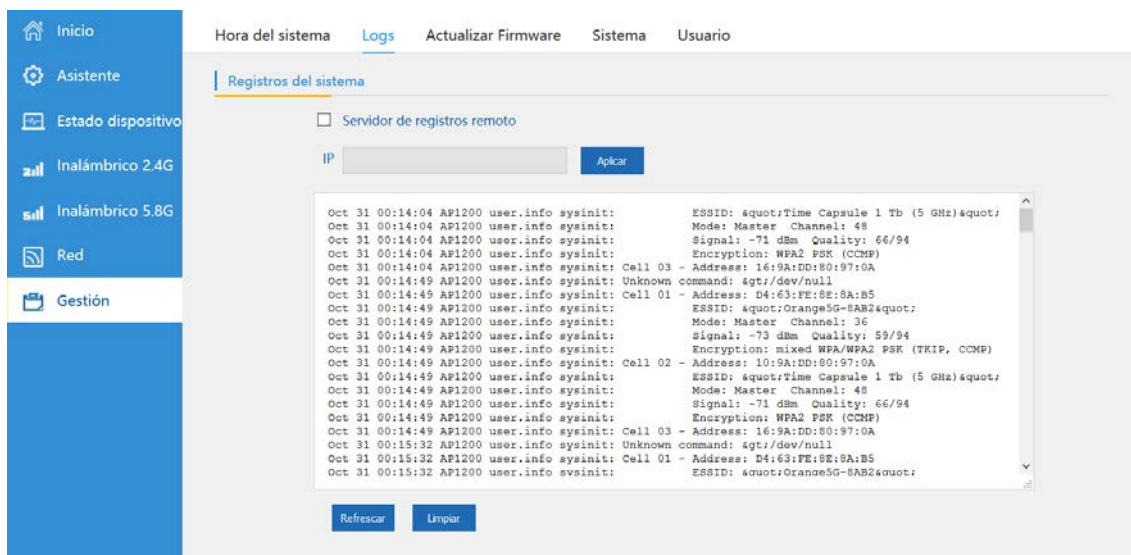 Inicio
Asistente
Estado dispositivo
Inalámbrico 2.4G
Inalámbrico 5.8G
Red
Gestión
Hora del sistema Logs Actualizar Firmware Sistema Usuario
Registros del sistema
Servidor de registros remoto
IP Aplicar
Oct 31 00:14:04 AP1200 user.info sysinit: ESSID: &quot;Time Capsule 1 Tb (5 GHz)&quot;
Oct 31 00:14:04 AP1200 user.info sysinit: Mode: Master Channel: 48
Oct 31 00:14:04 AP1200 user.info sysinit: Signal: -71 dBm Quality: 66/94
Oct 31 00:14:04 AP1200 user.info sysinit: Encryption: WPA2 PSK (CCMP)
Oct 31 00:14:04 AP1200 user.info sysinit: Cell 03 - Address: 16:9A:DD:80:97:0A
Oct 31 00:14:49 AP1200 user.info sysinit: Unknown command: &gt;/dev/null
Oct 31 00:14:49 AP1200 user.info sysinit: Cell 01 - Address: D4:63:FE:8E:8A:B5
Oct 31 00:14:49 AP1200 user.info sysinit: ESSID: &quot;Orange5G-8AB2&quot;
Oct 31 00:14:49 AP1200 user.info sysinit: Mode: Master Channel: 36
Oct 31 00:14:49 AP1200 user.info sysinit: Signal: -73 dBm Quality: 59/94
Oct 31 00:14:49 AP1200 user.info sysinit: Encryption: mixed WPA/WPA2 PSK (TKIP, CCMP)
Oct 31 00:14:49 AP1200 user.info sysinit: Cell 02 - Address: 10:9A:DD:80:97:0A
Oct 31 00:14:49 AP1200 user.info sysinit: ESSID: &quot;Time Capsule 1 Tb (5 GHz)&quot;
Oct 31 00:14:49 AP1200 user.info sysinit: Mode: Master Channel: 48
Oct 31 00:14:49 AP1200 user.info sysinit: Signal: -71 dBm Quality: 66/94
Oct 31 00:14:49 AP1200 user.info sysinit: Encryption: WPA2 PSK (CCMP)
Oct 31 00:14:49 AP1200 user.info sysinit: Cell 03 - Address: 16:9A:DD:80:97:0A
Oct 31 00:15:32 AP1200 user.info sysinit: Unknown command: &gt;/dev/null
Oct 31 00:15:32 AP1200 user.info sysinit: Cell 01 - Address: D4:63:FE:8E:8A:B5
Oct 31 00:15:32 AP1200 user.info sysinit: ESSID: &quot;Orange5G-8AB2&quot;
Refrescar Limpiar